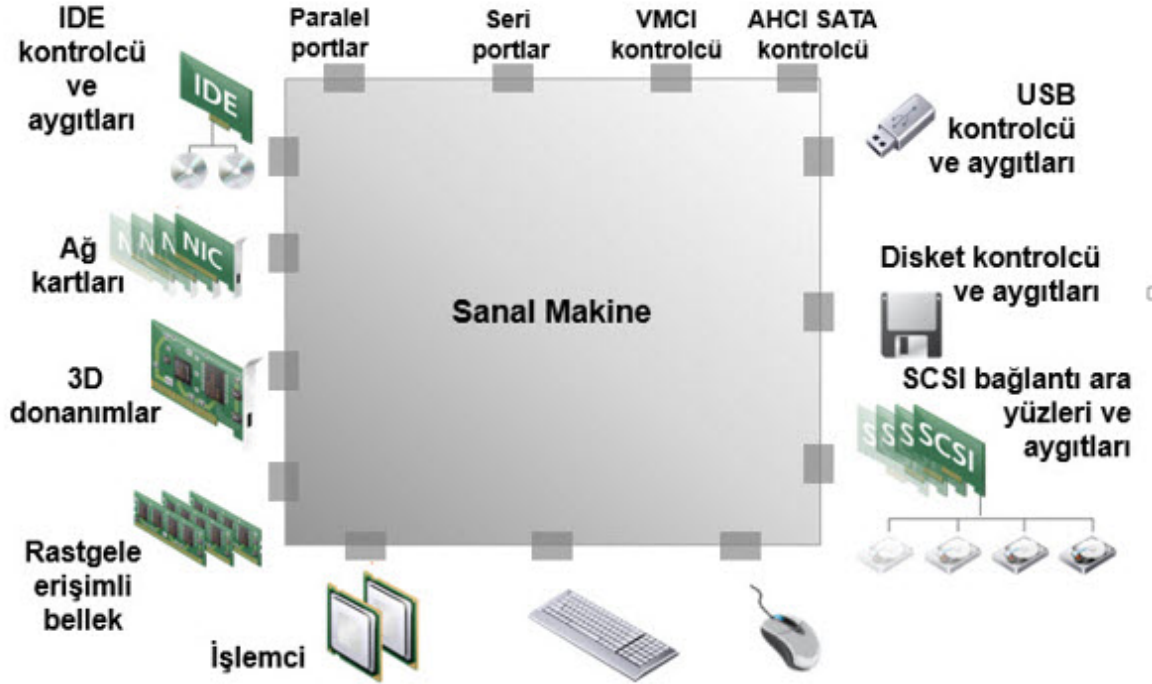 IDE
kontrolcü
ve
aygıtları
Paralel
portlar
Seri
portlar
VMCI
kontrolcü
AHCI SATA
kontrolcü
IDE
USB
kontrolcü
ve aygıtları
Ağ
kartları
N N N NIC
Disket kontrolcü
ve aygıtları
Sanal Makine
3D
donanımlar
SCSI bağlantı ara
yüzleri ve
aygıtları
S S S SCSI
Rastgele
erişimli
bellek
İşlemci